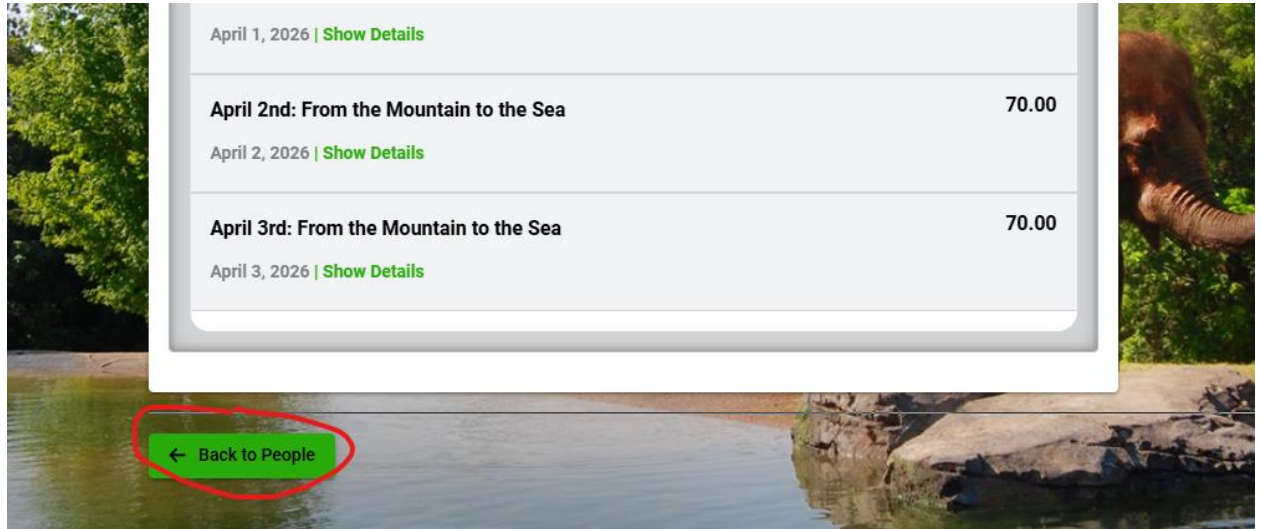 April 1, 2026 | Show Details
April 2nd: From the Mountain to the Sea 70.00
April 2, 2026 | Show Details
April 3rd: From the Mountain to the Sea 70.00
April 3, 2026 | Show Details
← Back to People